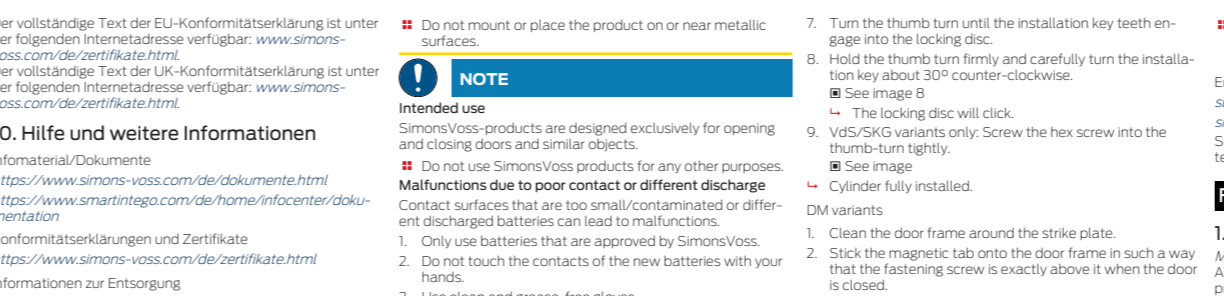 er vollständige Text der EU-Konformitätserklärung ist unter
er folgenden Internetadresse verfügbar: www.simons-
oss.com/de/zertifikate.html.
er vollständige Text der UK-Konformitätserklärung ist unter
er folgenden Internetadresse verfügbar: www.simons-
oss.com/de/zertifikate.html.
0. Hilfe und weitere Informationen
nfomaterial/Dokumente
ttps://www.simons-voss.com/de/dokumente.html
ttps://www.smartintego.com/de/home/infocenter/doku-
mentation
onformitätserklärungen und Zertifikate
ttps://www.simons-voss.com/de/zertifikate.html
nformationen zur Entsorgung
Do not mount or place the product on or near metallic
surfaces.
NOTE
Intended use
SimonsVoss-products are designed exclusively for opening
and closing doors and similar objects.
Do not use SimonsVoss products for any other purposes.
Malfunctions due to poor contact or different discharge
Contact surfaces that are too small/contaminated or differ-
ent discharged batteries can lead to malfunctions.
1. Only use batteries that are approved by SimonsVoss.
2. Do not touch the contacts of the new batteries with your
hands.
3. Use clean and grease-free gloves.
7. Turn the thumb turn until the installation key teeth en-
gage into the locking disc.
8. Hold the thumb turn firmly and carefully turn the installa-
tion key about 30° counter-clockwise.
See image 8
The locking disc will click.
9. VdS/SKG variants only: Screw the hex screw into the
thumb-turn tightly.
See image
Cylinder fully installed.
DM variants
1. Clean the door frame around the strike plate.
2. Stick the magnetic tab onto the door frame in such a way
that the fastening screw is exactly above it when the door
is closed.
1.